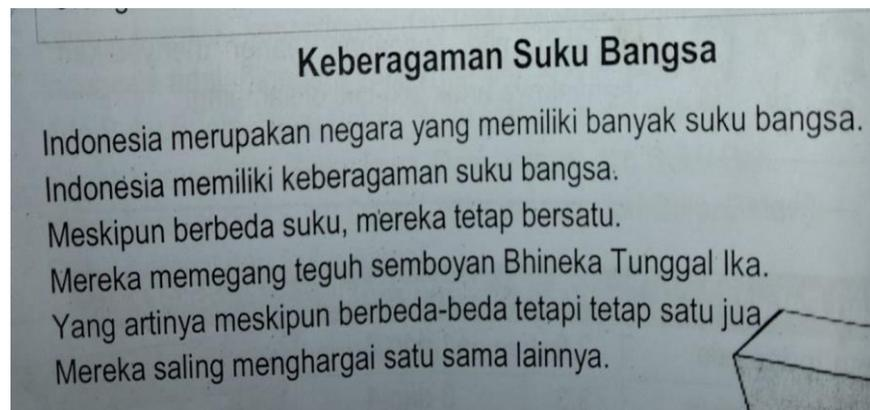 Keberagaman Suku Bangsa
Indonesia merupakan negara yang memiliki banyak suku bangsa.
Indonesia memiliki keberagaman suku bangsa.
Meskipun berbeda suku, mereka tetap bersatu.
Mereka memegang teguh semboyan Bhineka Tunggal Ika.
Yang artinya meskipun berbeda-beda tetapi tetap satu jua
Mereka saling menghargai satu sama lainnya.